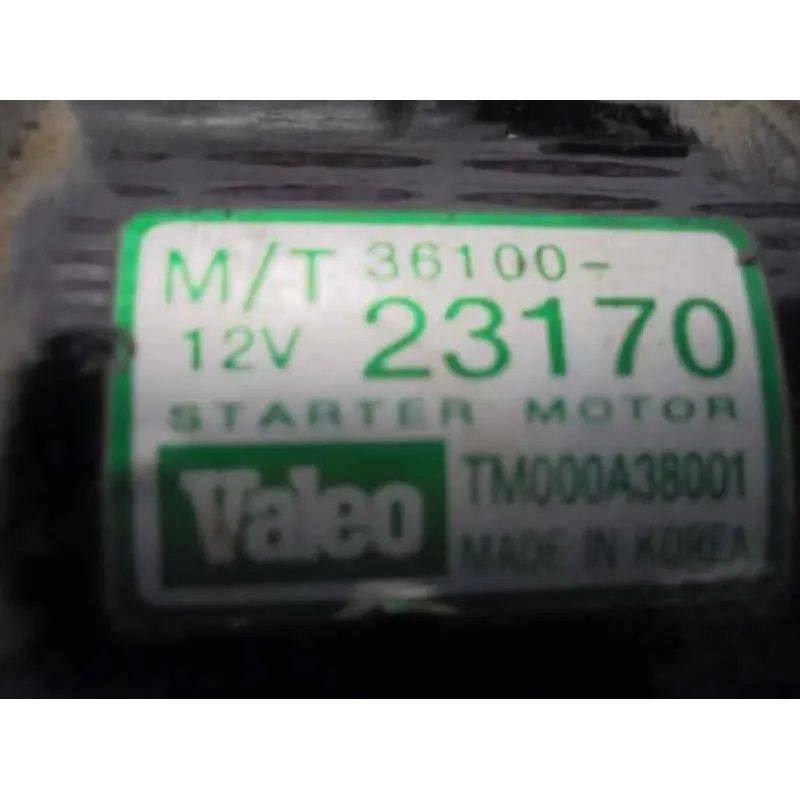 M/T 36100-
12V 23170
STARTER MOTOR
Valeo TM000A38001
MADE IN KOREA